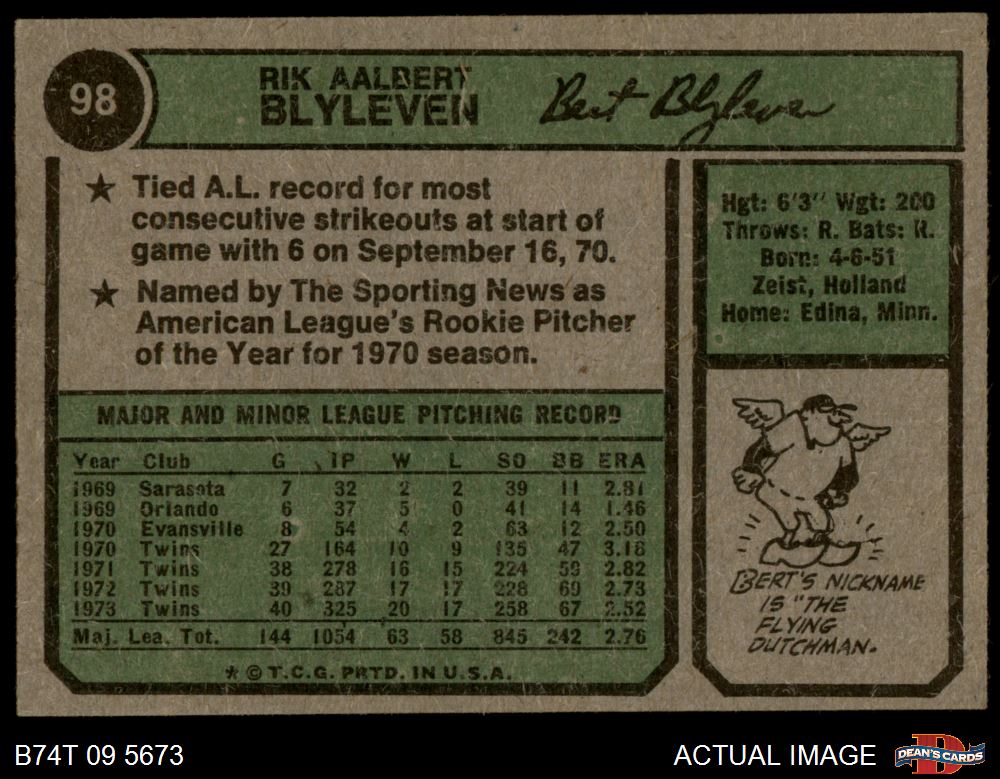 98
RIK AALBERT
BLYLEVEN
Bert Blyleven
★ Tied A.L. record for most
consecutive strikeouts at start of
game with 6 on September 16, 70.
★ Named by The Sporting News as
American League's Rookie Pitcher
of the Year for 1970 season.
Hgt: 6'3" Wgt: 200
Throws: R. Bats: R.
Born: 4-6-51
Zeist, Holland
Home: Edina, Minn.
MAJOR AND MINOR LEAGUE PITCHING RECORD
Year Club G IP W L SO BB ERA
1969 Sarasota 7 32 2 2 39 11 2.81
1969 Orlando 6 37 5 0 41 14 1.46
1970 Evansville 8 54 4 2 63 12 2.50
1970 Twins 27 164 10 9 135 47 3.18
1971 Twins 38 278 16 15 224 59 2.82
1972 Twins 39 287 17 17 228 69 2.73
1973 Twins 40 325 20 17 258 67 2.52
Maj. Lea. Tot. 144 1054 63 58 845 242 2.76
* © T.C.G. PRTD. IN U.S.A.
BERT'S NICKNAME
IS "THE
FLYING
DUTCHMAN.
B74T 09 5673
ACTUAL IMAGE
DEAN'S CARDS